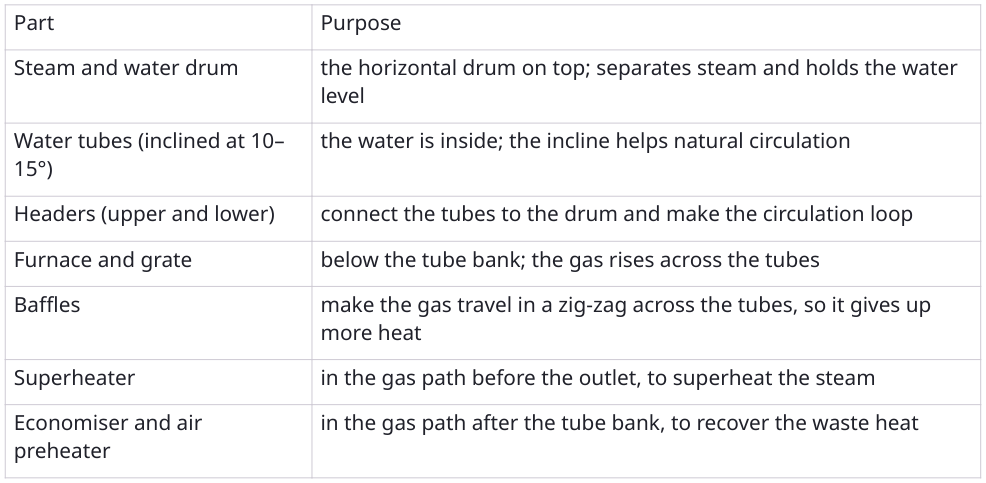 Part
Purpose
Steam and water drum
the horizontal drum on top; separates steam and holds the water
level
Water tubes (inclined at 10–
15°)
the water is inside; the incline helps natural circulation
Headers (upper and lower)
connect the tubes to the drum and make the circulation loop
Furnace and grate
below the tube bank; the gas rises across the tubes
Baffles
make the gas travel in a zig-zag across the tubes, so it gives up
more heat
Superheater
in the gas path before the outlet, to superheat the steam
Economiser and air
preheater
in the gas path after the tube bank, to recover the waste heat